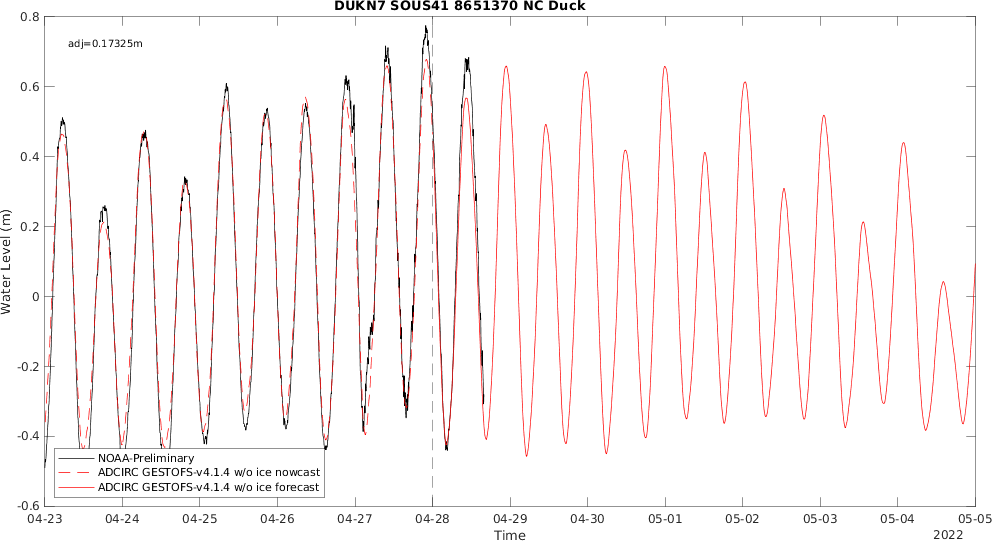 DUKN7 SOUS41 8651370 NC Duck
adj=0.17325m
Water Level (m)
0.8
0.6
0.4
0.2
0
-0.2
-0.4
-0.6
NOAA-Preliminary
ADCIRC GESTOFS-v4.1.4 w/o ice nowcast
ADCIRC GESTOFS-v4.1.4 w/o ice forecast
04-23 04-24 04-25 04-26 04-27 04-28 04-29 04-30 05-01 05-02 05-03 05-04 05-05
Time
2022